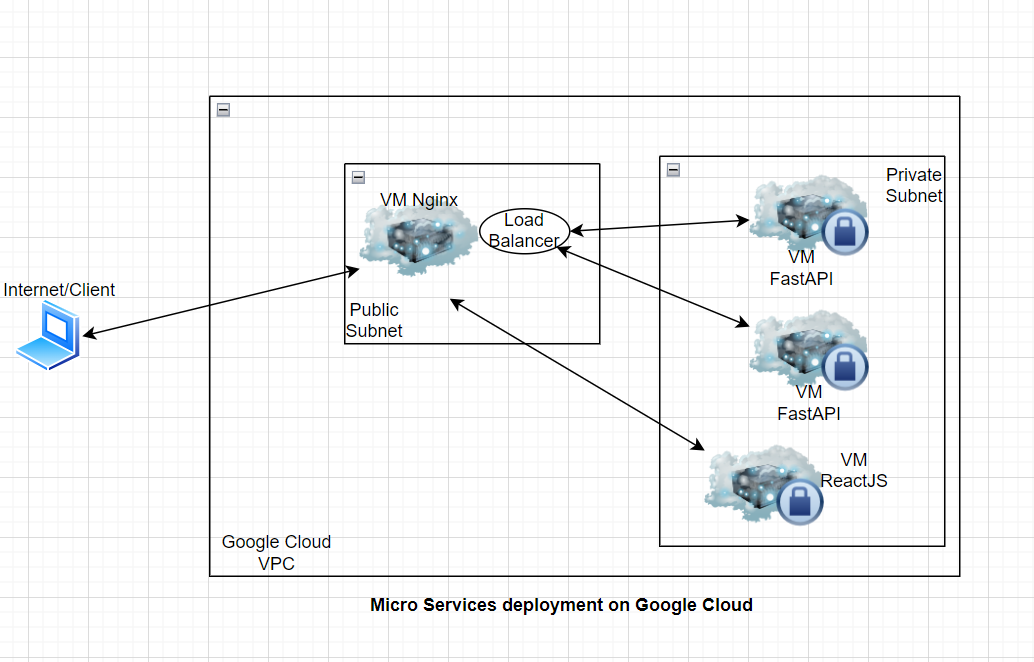 Private
Subnet
VM Nginx
Load
Balancer
VM
FastAPI
Internet/Client
Public
Subnet
VM
FastAPI
VM
ReactJS
Google Cloud
VPC
Micro Services deployment on Google Cloud